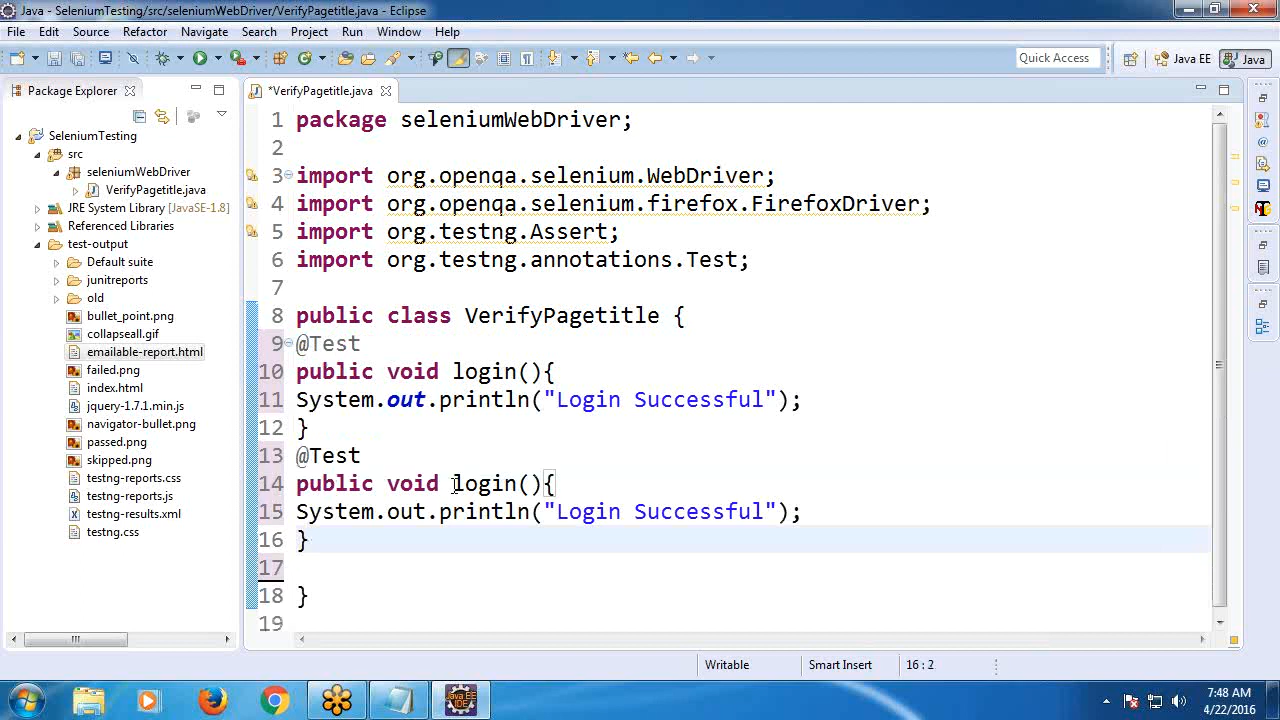 Java - SeleniumTesting/src/seleniumWebDriver/VerifyPagetitle.java - Eclipse
File Edit Source Refactor Navigate Search Project Run Window Help
Quick Access Java EE Java
Package Explorer
SeleniumTesting
src
seleniumWebDriver
VerifyPagetitle.java
JRE System Library [JavaSE-1.8]
Referenced Libraries
test-output
Default suite
junitreports
old
bullet_point.png
collapseall.gif
emailable-report.html
failed.png
index.html
jquery-1.7.1.min.js
navigator-bullet.png
passed.png
skipped.png
testng-reports.css
testng-reports.js
testng-results.xml
testng.css
*VerifyPagetitle.java
1 package seleniumWebDriver;
2
3 import org.openqa.selenium.WebDriver;
4 import org.openqa.selenium.firefox.FirefoxDriver;
5 import org.testng.Assert;
6 import org.testng.annotations.Test;
7
8 public class VerifyPagetitle {
9 @Test
10 public void login(){
11 System.out.println("Login Successful");
12 }
13 @Test
14 public void login(){
15 System.out.println("Login Successful");
16 }
17
18 }
19
Writable Smart Insert 16 : 2
Java EE
IDE
7:48 AM
4/22/2016